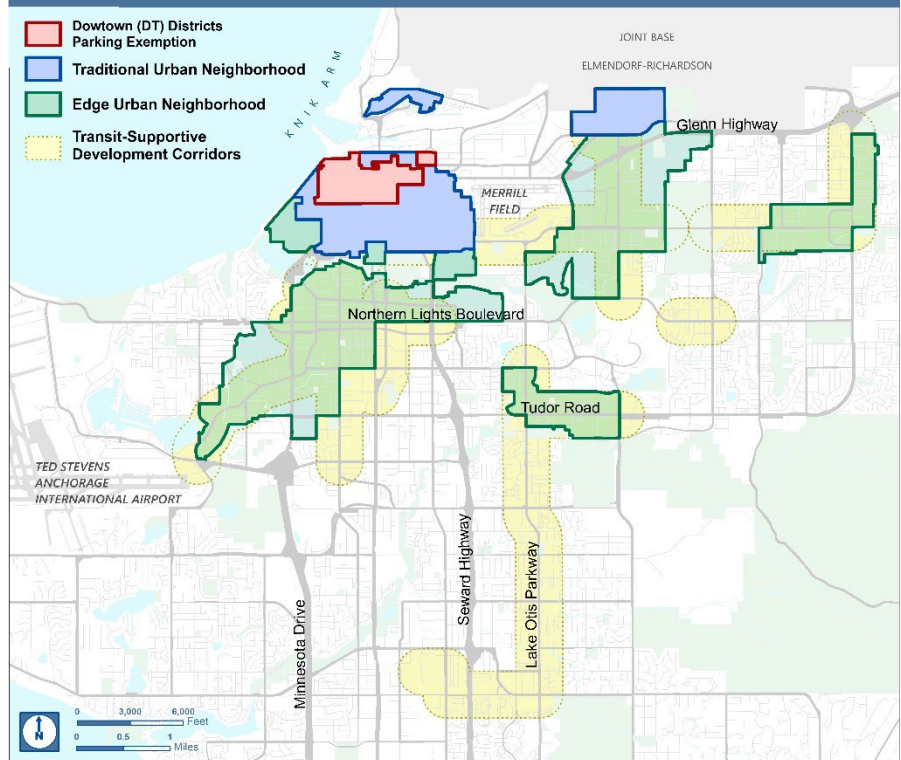 Dowtown (DT) Districts
Parking Exemption
Traditional Urban Neighborhood
Edge Urban Neighborhood
Transit-Supportive
Development Corridors
KNIK ARM
JOINT BASE
ELMENDORF-RICHARDSON
Glenn Highway
MERRILL
FIELD
Northern Lights Boulevard
Tudor Road
TED STEVENS
ANCHORAGE
INTERNATIONAL AIRPORT
Minnesota Drive
Seward Highway
Lake Otis Parkway
N
0 3,000 6,000
Feet
0 0.5 1
Miles